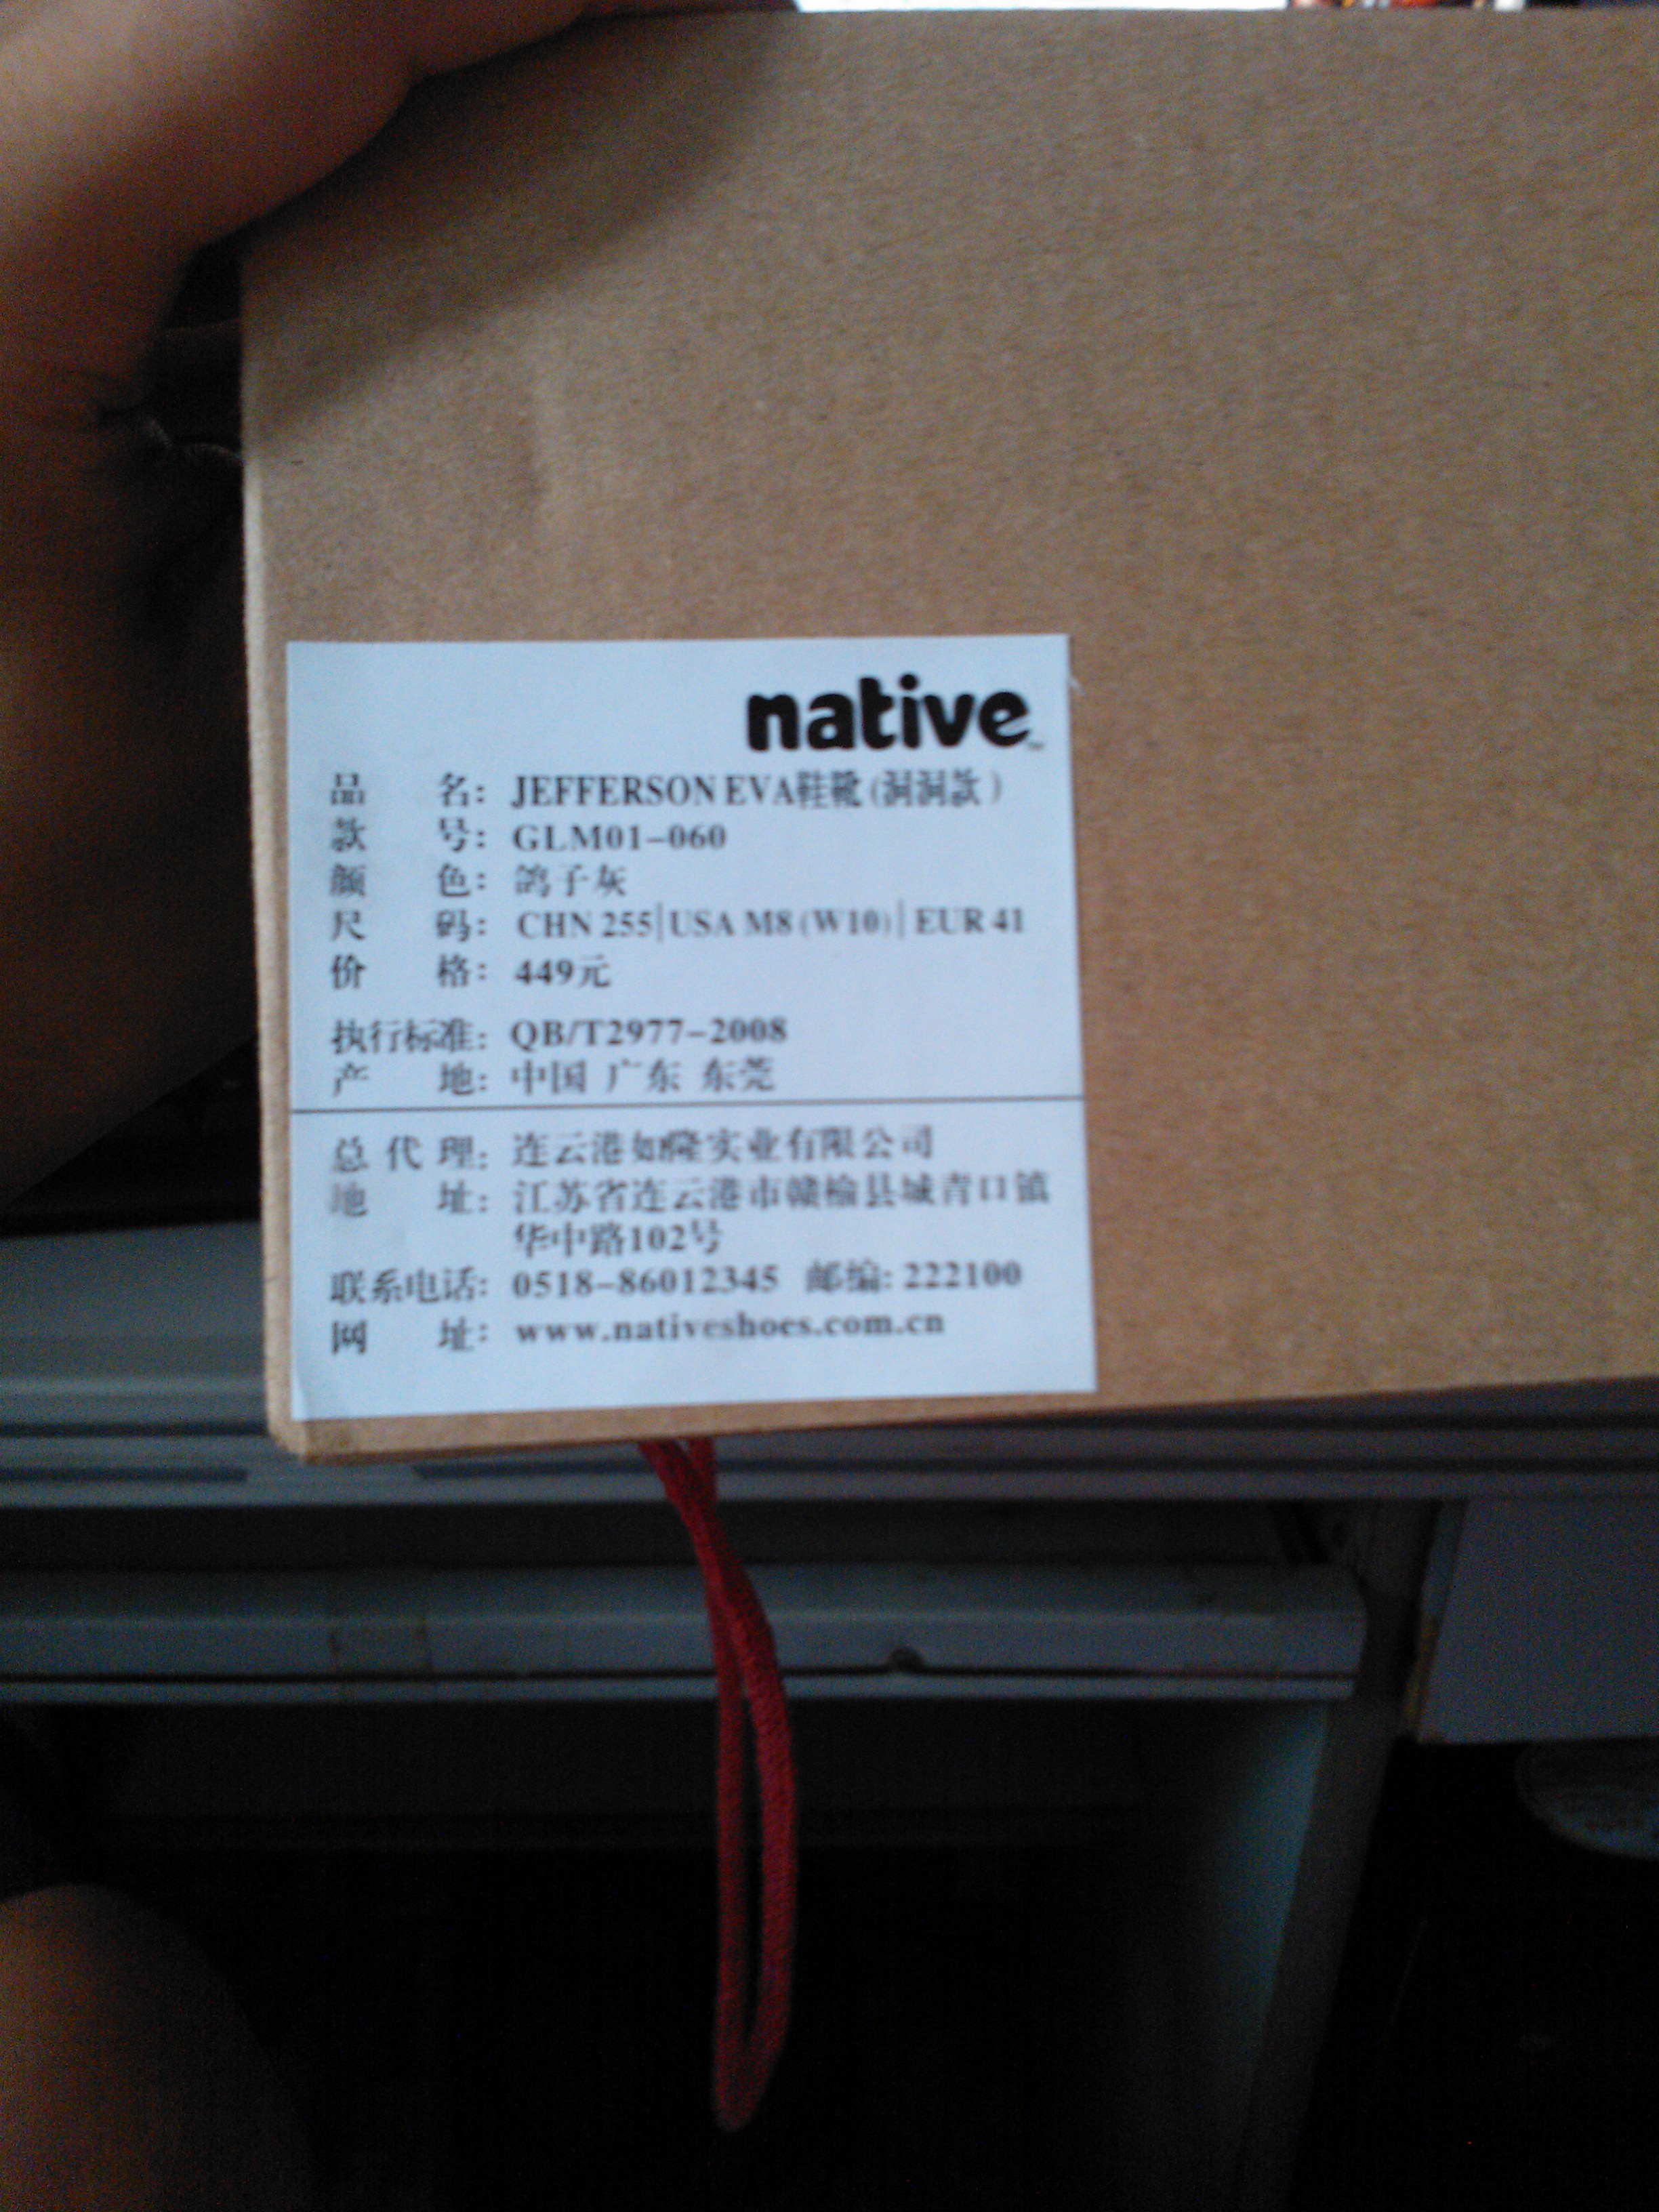 native™
品名：JEFFERSON EVA鞋靴（洞洞款）
款号：GLM01-060
颜色：鸽子灰
尺码：CHN 255|USA M8 (W10)|EUR 41
价格：449元
执行标准：QB/T2977-2008
产地：中国 广东 东莞
总代理：连云港如隆实业有限公司
地址：江苏省连云港市赣榆县城青口镇
华中路102号
联系电话：0518-86012345 邮编：222100
网址：www.nativeshoes.com.cn